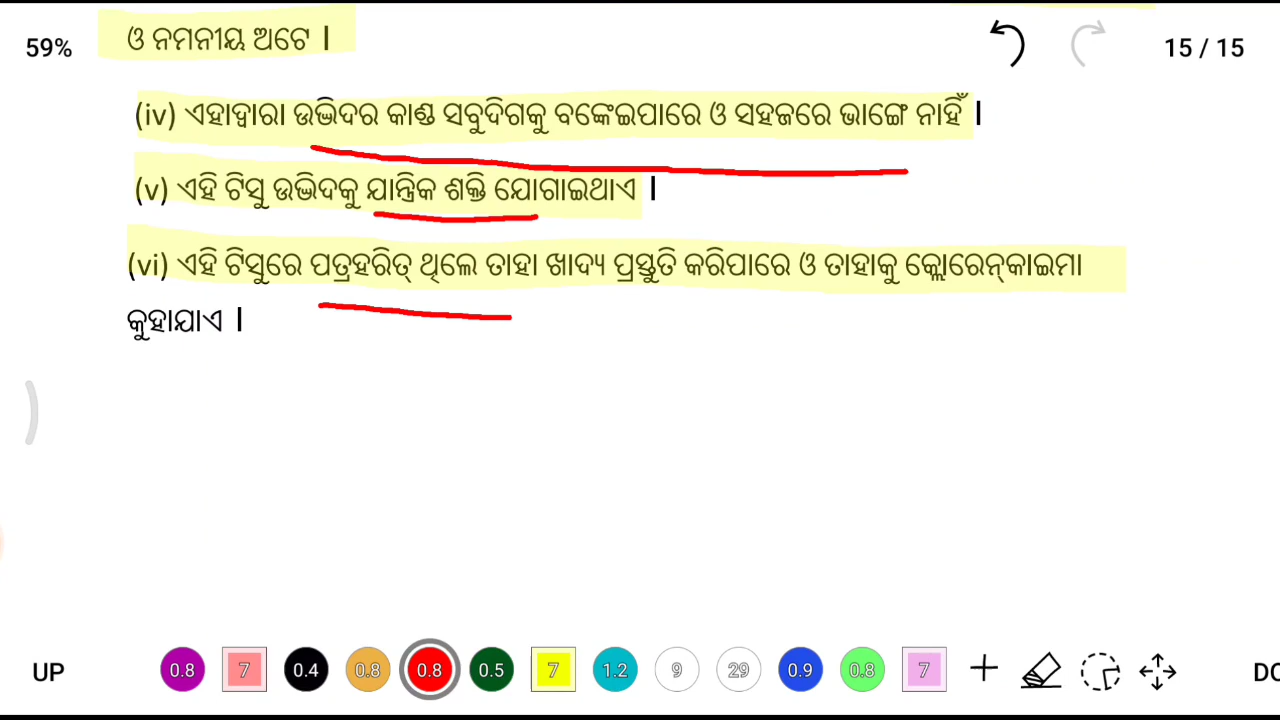 59%
ଓ ନମନୀୟ ଅଟେ ।
15 / 15
(iv) ଏହାଦ୍ୱାରା ଉଦ୍ଭିଦର କାଣ୍ଡ ସବୁଦିଗକୁ ବଙ୍କେଇପାରେ ଓ ସହଜରେ ଭାଙ୍ଗେ ନାହିଁ ।
(v) ଏହି ଟିସୁ ଉଦ୍ଭିଦକୁ ଯାନ୍ତ୍ରିକ ଶକ୍ତି ଯୋଗାଇଥାଏ ।
(vi) ଏହି ଟିସୁରେ ପତ୍ରହରିତ୍ ଥିଲେ ତାହା ଖାଦ୍ୟ ପ୍ରସ୍ତୁତି କରିପାରେ ଓ ତାହାକୁ କ୍ଲୋରେନ୍‌କାଇମା
କୁହାଯାଏ ।
UP 0.8 7 0.4 0.8 0.8 0.5 7 1.2 9 29 0.9 0.8 7